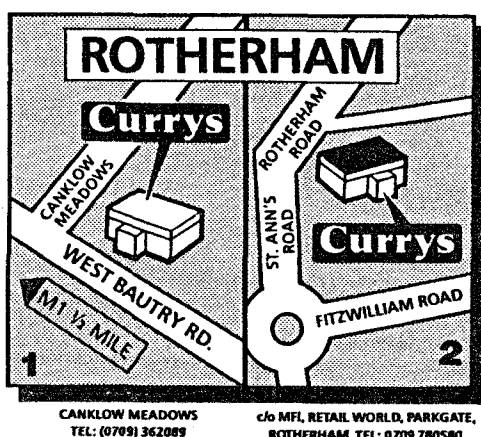 ROTHERHAM
Currys
CANKLOW
MEADOWS
WEST BAUTRY RD.
M1 ½ MILE
1
ROTHERHAM
ROAD
ST. ANN'S
ROAD
Currys
FITZWILLIAM ROAD
2
CANKLOW MEADOWS
TEL: (0709) 362089
c/o MFI, RETAIL WORLD, PARKGATE,
ROTHERHAM. TEL: 0709 780580